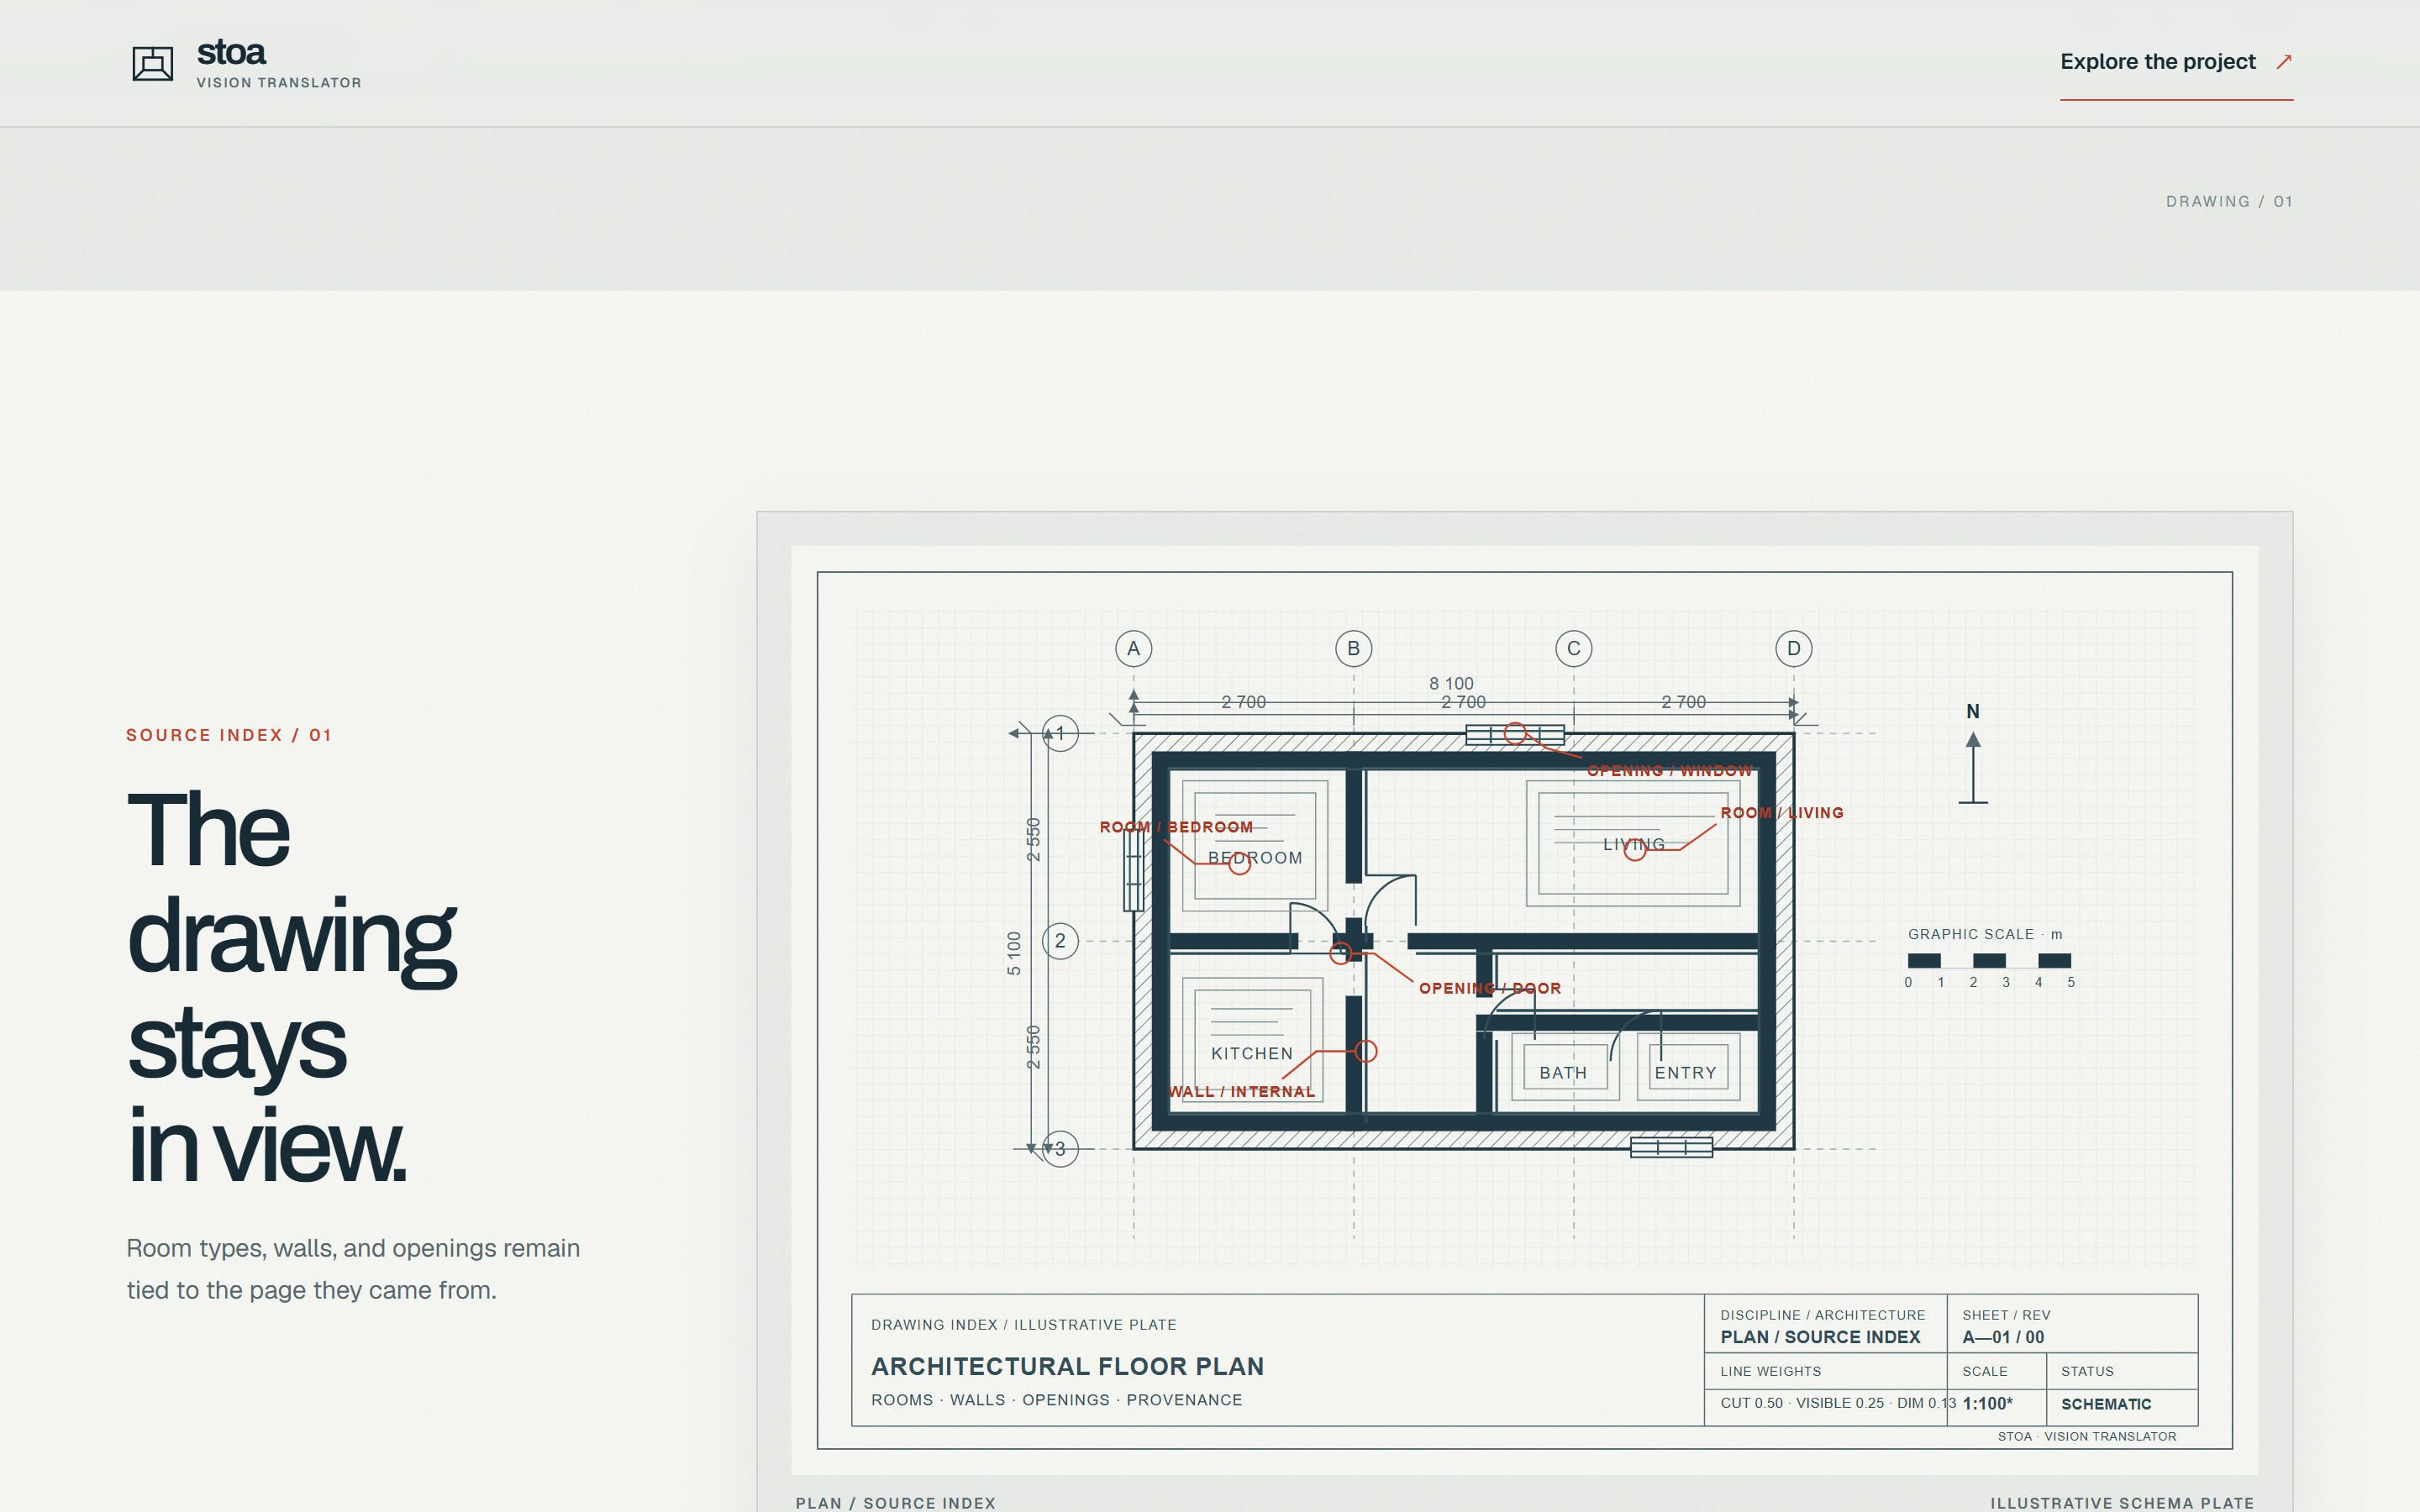 stoa
VISION TRANSLATOR
Explore the project ↗
DRAWING / 01
SOURCE INDEX / 01
The
drawing
stays
in view.
Room types, walls, and openings remain
tied to the page they came from.
A B C D
8 100
2 700 2 700 2 700
1
N
OPENING / WINDOW
ROOM / LIVING
ROOM / BEDROOM
2 550
LIVING
BEDROOM
GRAPHIC SCALE · m
2
5 100
0 1 2 3 4 5
OPENING / DOOR
2 550
KITCHEN
BATH
ENTRY
WALL / INTERNAL
3
DRAWING INDEX / ILLUSTRATIVE PLATE
ARCHITECTURAL FLOOR PLAN
ROOMS · WALLS · OPENINGS · PROVENANCE
DISCIPLINE / ARCHITECTURE
PLAN / SOURCE INDEX
SHEET / REV
A—01 / 00
LINE WEIGHTS
CUT 0.50 · VISIBLE 0.25 · DIM 0.13
SCALE
1:100*
STATUS
SCHEMATIC
STOA · VISION TRANSLATOR
PLAN / SOURCE INDEX
ILLUSTRATIVE SCHEMA PLATE